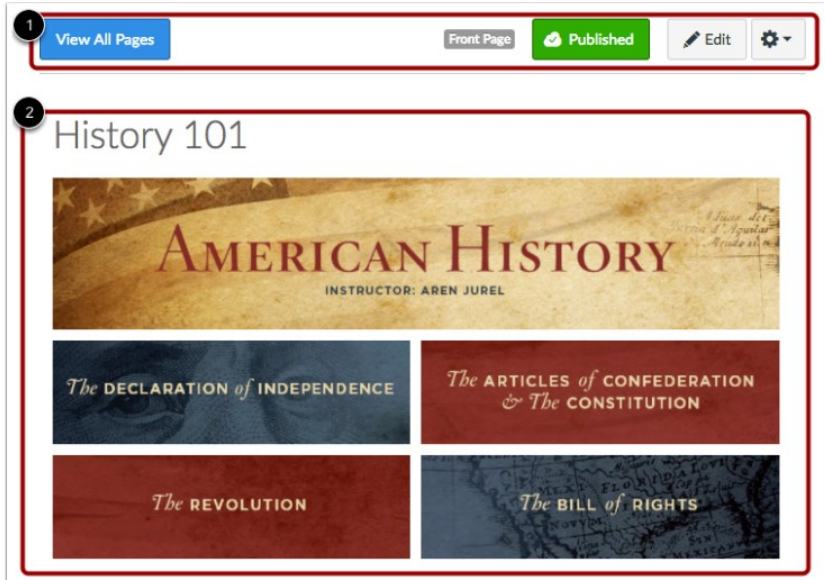 1
View All Pages Front Page Published Edit
2
History 101
AMERICAN HISTORY
INSTRUCTOR: AREN JUREL
The DECLARATION of INDEPENDENCE
The ARTICLES of CONFEDERATION
& The CONSTITUTION
The REVOLUTION
The BILL of RIGHTS